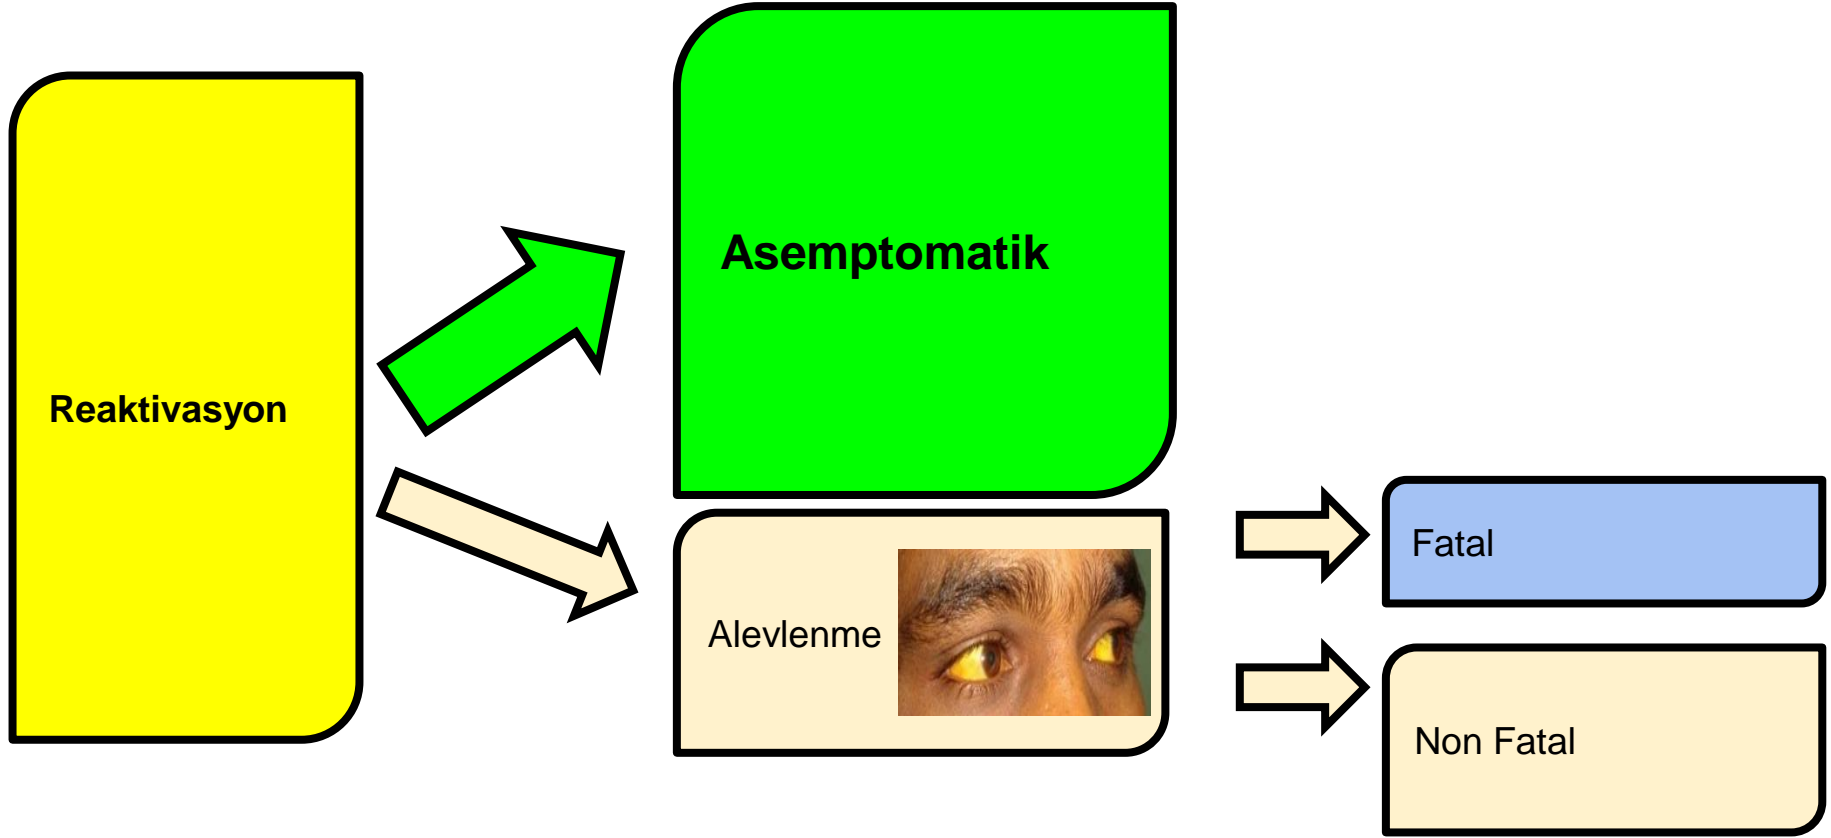 Reaktivasyon
Asemptomatik
Alevlenme
Fatal
Non Fatal